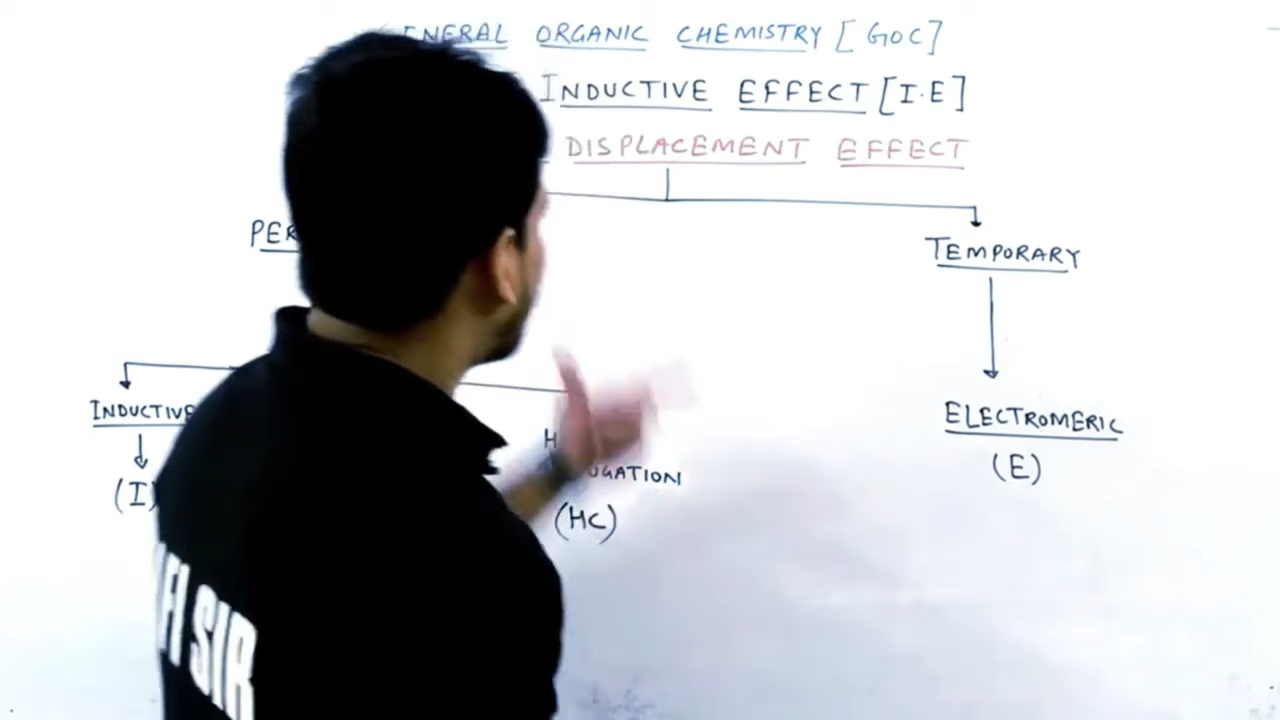 ENERAL ORGANIC CHEMISTRY [GOC]
INDUCTIVE EFFECT [I.E]
DISPLACEMENT EFFECT
PER
TEMPORARY
INDUCTIVE
ELECTROMERIC
H
UGATION
(I)
(E)
(HC)
SIR